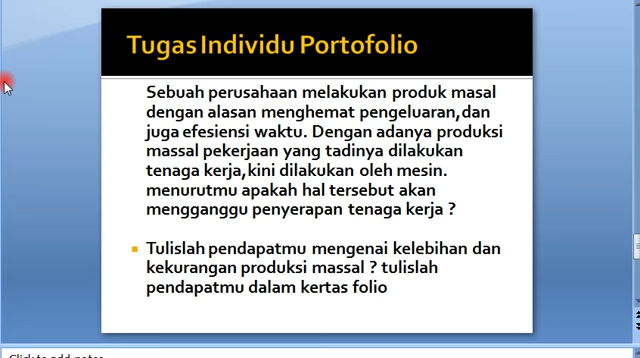 Tugas Individu Portofolio
Sebuah perusahaan melakukan produk masal
dengan alasan menghemat pengeluaran,dan
juga efesiensi waktu. Dengan adanya produksi
massal pekerjaan yang tadinya dilakukan
tenaga kerja,kini dilakukan oleh mesin.
menurutmu apakah hal tersebut akan
mengganggu penyerapan tenaga kerja ?
Tulislah pendapatmu mengenai kelebihan dan
kekurangan produksi massal ? tulislah
pendapatmu dalam kertas folio
Click to add notes